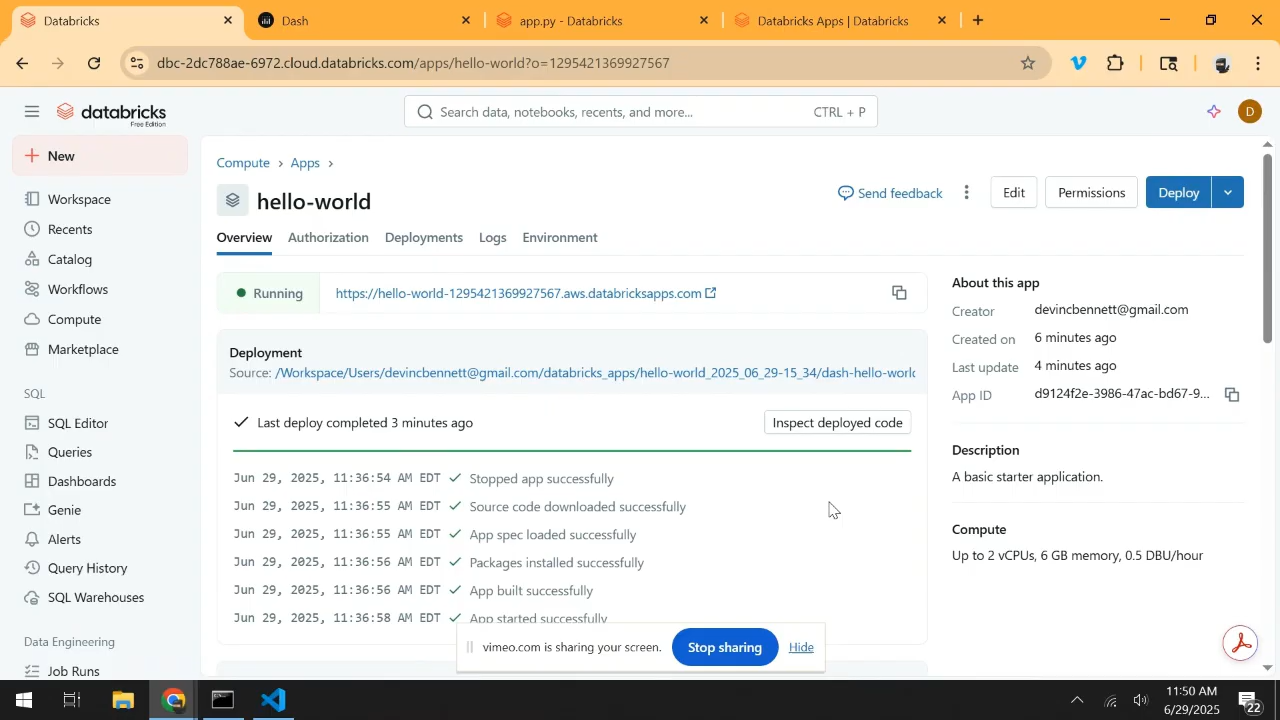 Databricks
Dash
app.py - Databricks
Databricks Apps | Databricks
dbc-2dc788ae-6972.cloud.databricks.com/apps/hello-world?o=1295421369927567
databricks
Free Edition
Search data, notebooks, recents, and more...
CTRL + P
D
New
Workspace
Recents
Catalog
Workflows
Compute
Marketplace
SQL
SQL Editor
Queries
Dashboards
Genie
Alerts
Query History
SQL Warehouses
Data Engineering
Job Runs
Compute > Apps >
hello-world
Send feedback
Edit
Permissions
Deploy
Overview
Authorization
Deployments
Logs
Environment
Running
https://hello-world-1295421369927567.aws.databricksapps.com
Deployment
Source: /Workspace/Users/devincbennett@gmail.com/databricks_apps/hello-world_2025_06_29-15_34/dash-hello-world
Last deploy completed 3 minutes ago
Inspect deployed code
Jun 29, 2025, 11:36:54 AM EDT Stopped app successfully
Jun 29, 2025, 11:36:55 AM EDT Source code downloaded successfully
Jun 29, 2025, 11:36:55 AM EDT App spec loaded successfully
Jun 29, 2025, 11:36:56 AM EDT Packages installed successfully
Jun 29, 2025, 11:36:56 AM EDT App built successfully
Jun 29, 2025, 11:36:58 AM EDT App started successfully
About this app
Creator devincbennett@gmail.com
Created on 6 minutes ago
Last update 4 minutes ago
App ID d9124f2e-3986-47ac-bd67-9...
Description
A basic starter application.
Compute
Up to 2 vCPUs, 6 GB memory, 0.5 DBU/hour
vimeo.com is sharing your screen.
Stop sharing
Hide
11:50 AM
6/29/2025
22